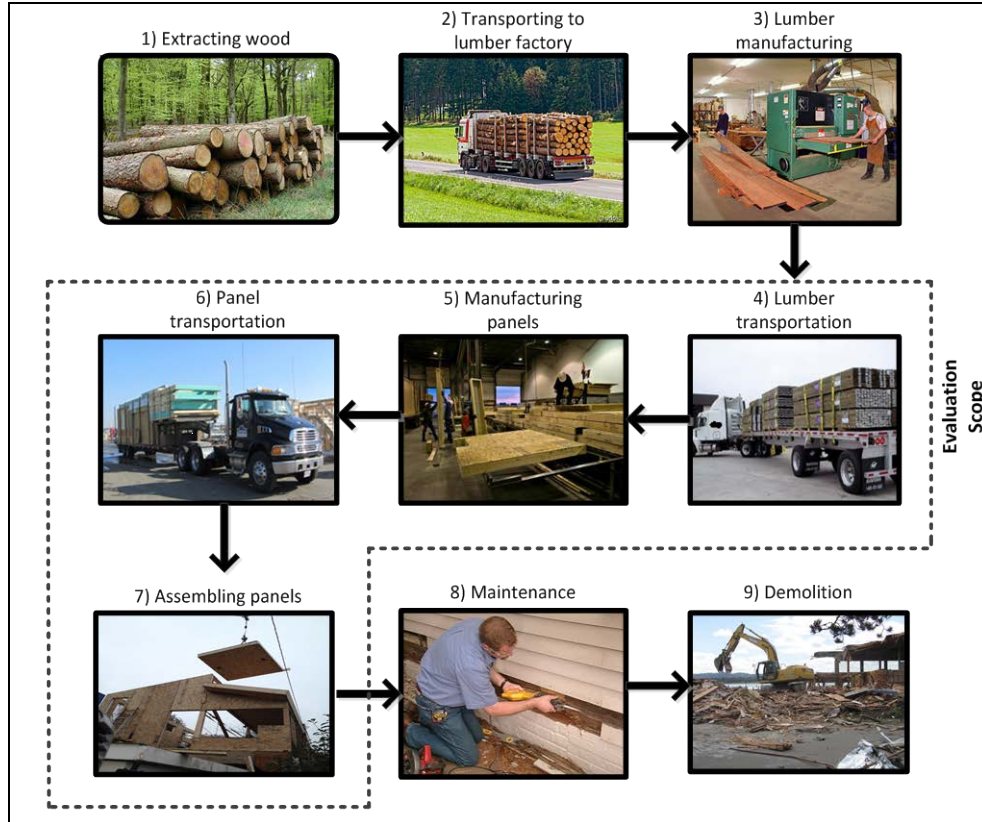 1) Extracting wood
2) Transporting to
lumber factory
3) Lumber
manufacturing
6) Panel
transportation
5) Manufacturing
panels
4) Lumber
transportation
Evaluation
Scope
7) Assembling panels
8) Maintenance
9) Demolition